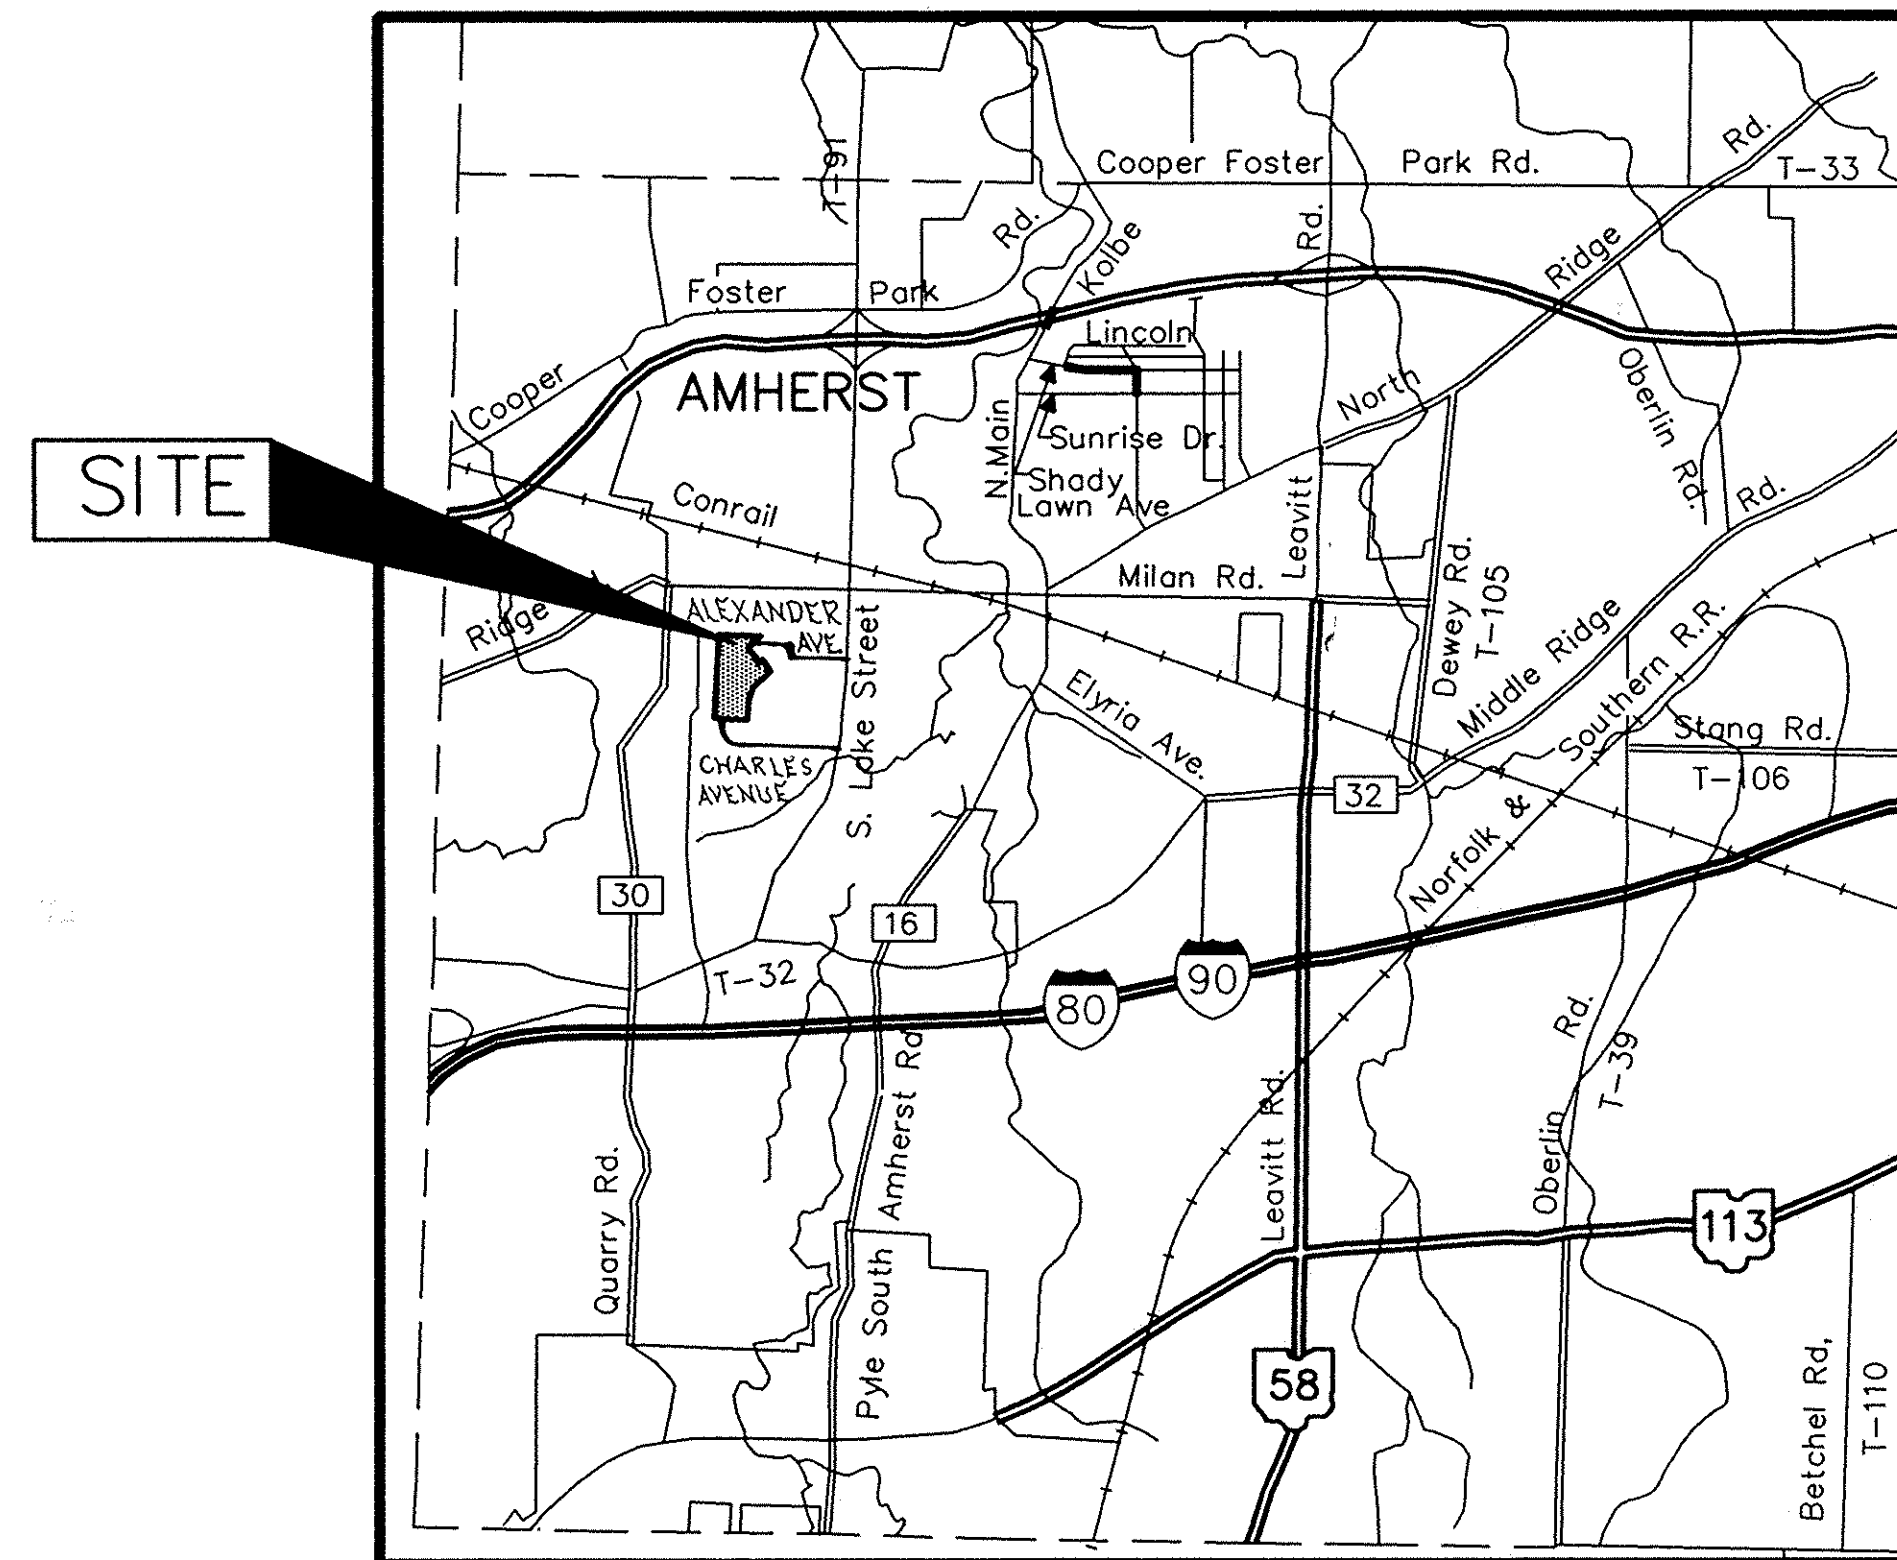 T-91
Cooper Foster Park Rd.
Rd.
T-33
Rd.
Kolbe
Rd.
Ridge
Foster Park
Lincoln
Cooper
AMHERST
North
Oberlin Rd.
N.Main
Sunrise Dr.
Shady
Lawn Ave
SITE
Conrail
Leavitt
Rd.
Milan Rd.
Dewey Rd.
T-105
Ridge
ALEXANDER
AVE.
S. Lake Street
Elyria Ave.
Middle Ridge
Southern R.R.
Stang Rd.
T-106
CHARLES
AVENUE
32
Norfolk &
30
16
T-32
80
90
Rd.
T-39
Amherst Rd
Leavitt Rd.
Oberlin
Quarry Rd.
113
Pyle South
58
Betchel Rd,
T-110